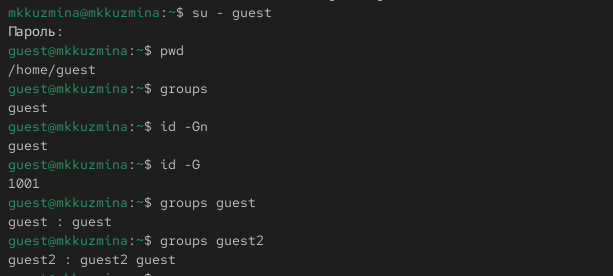 mkkuzmina@mkkuzmina:~$ su - guest
Пароль:
guest@mkkuzmina:~$ pwd
/home/guest
guest@mkkuzmina:~$ groups
guest
guest@mkkuzmina:~$ id -Gn
guest
guest@mkkuzmina:~$ id -G
1001
guest@mkkuzmina:~$ groups guest
guest : guest
guest@mkkuzmina:~$ groups guest2
guest2 : guest2 guest